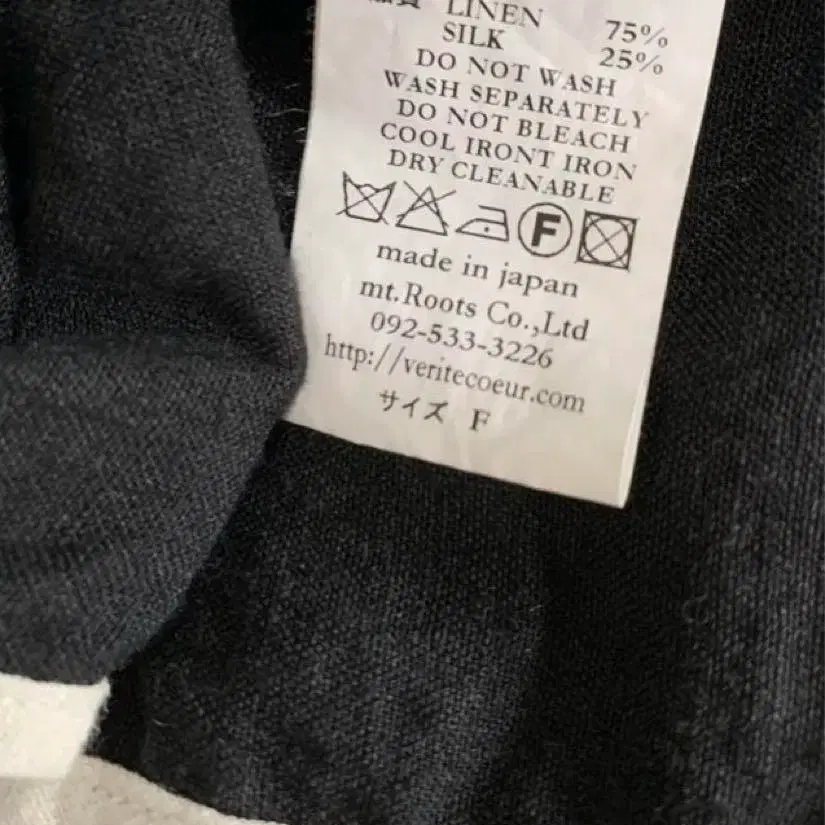 LINEN 75%
SILK 25%
DO NOT WASH
WASH SEPARATELY
DO NOT BLEACH
COOL IRONT IRON
DRY CLEANABLE
F
made in japan
mt.Roots Co.,Ltd
092-533-3226
http://veritecoeur.com
サイズ F